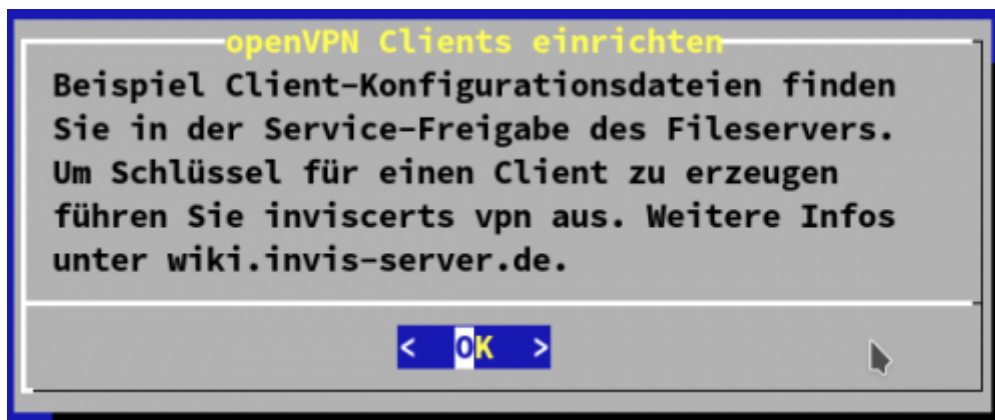 openVPN Clients einrichten
Beispiel Client-Konfigurationsdateien finden
Sie in der Service-Freigabe des Fileservers.
Um Schlüssel für einen Client zu erzeugen
führen Sie inviscerts vpn aus. Weitere Infos
unter wiki.invis-server.de.
< OK >